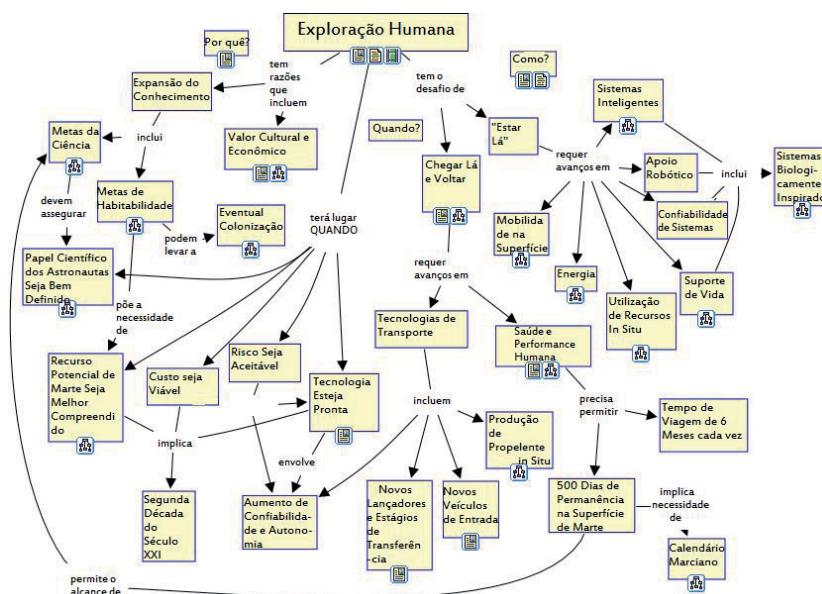 Exploração Humana
Por quê?
tem
razões
que
incluem
Expansão do
Conhecimento
Como?
tem o
desafio de
Sistemas
Inteligentes
Metas da
Ciência
inclui
Valor Cultural e
Econômico
Quando?
"Estar
Lá"
requer
avanços em
Apoio
Robótico
inclui
Sistemas
Biologi-
camente
Inspirado
Chegar Lá
e Voltar
devem
assegurar
Metas de
Habitabilidade
podem
levar a
Eventual
Colonização
terá lugar
QUANDO
Mobilida
de na
Superfície
Confiabilidade
de Sistemas
Papel Científico
dos Astronautas
Seja Bem
Definido
requer
avanços em
Energia
Utilização
de Recursos
In Situ
Suporte
de Vida
põe a
necessidade
de
Tecnologias de
Transporte
Saúde e
Performance
Humana
Recurso
Potencial de
Marte Seja
Melhor
Compreendi
do
Custo seja
Viável
Risco Seja
Aceitável
Tecnologia
Esteja
Pronta
incluem
precisa
permitir
Tempo de
Viagem de 6
Meses cada vez
Produção
de
Propelente
in Situ
implica
envolve
Segunda
Década
do
Século
XXI
Aumento de
Confiabilida-
de e Autono-
mia
Novos
Lançadores
e Estágios
de
Transferên
-cia
Novos
Veículos
de Entrada
500 Dias de
Permanência
na Superfície
de Marte
implica
necessidade
de
Calendário
Marciano
permite o
alcance de